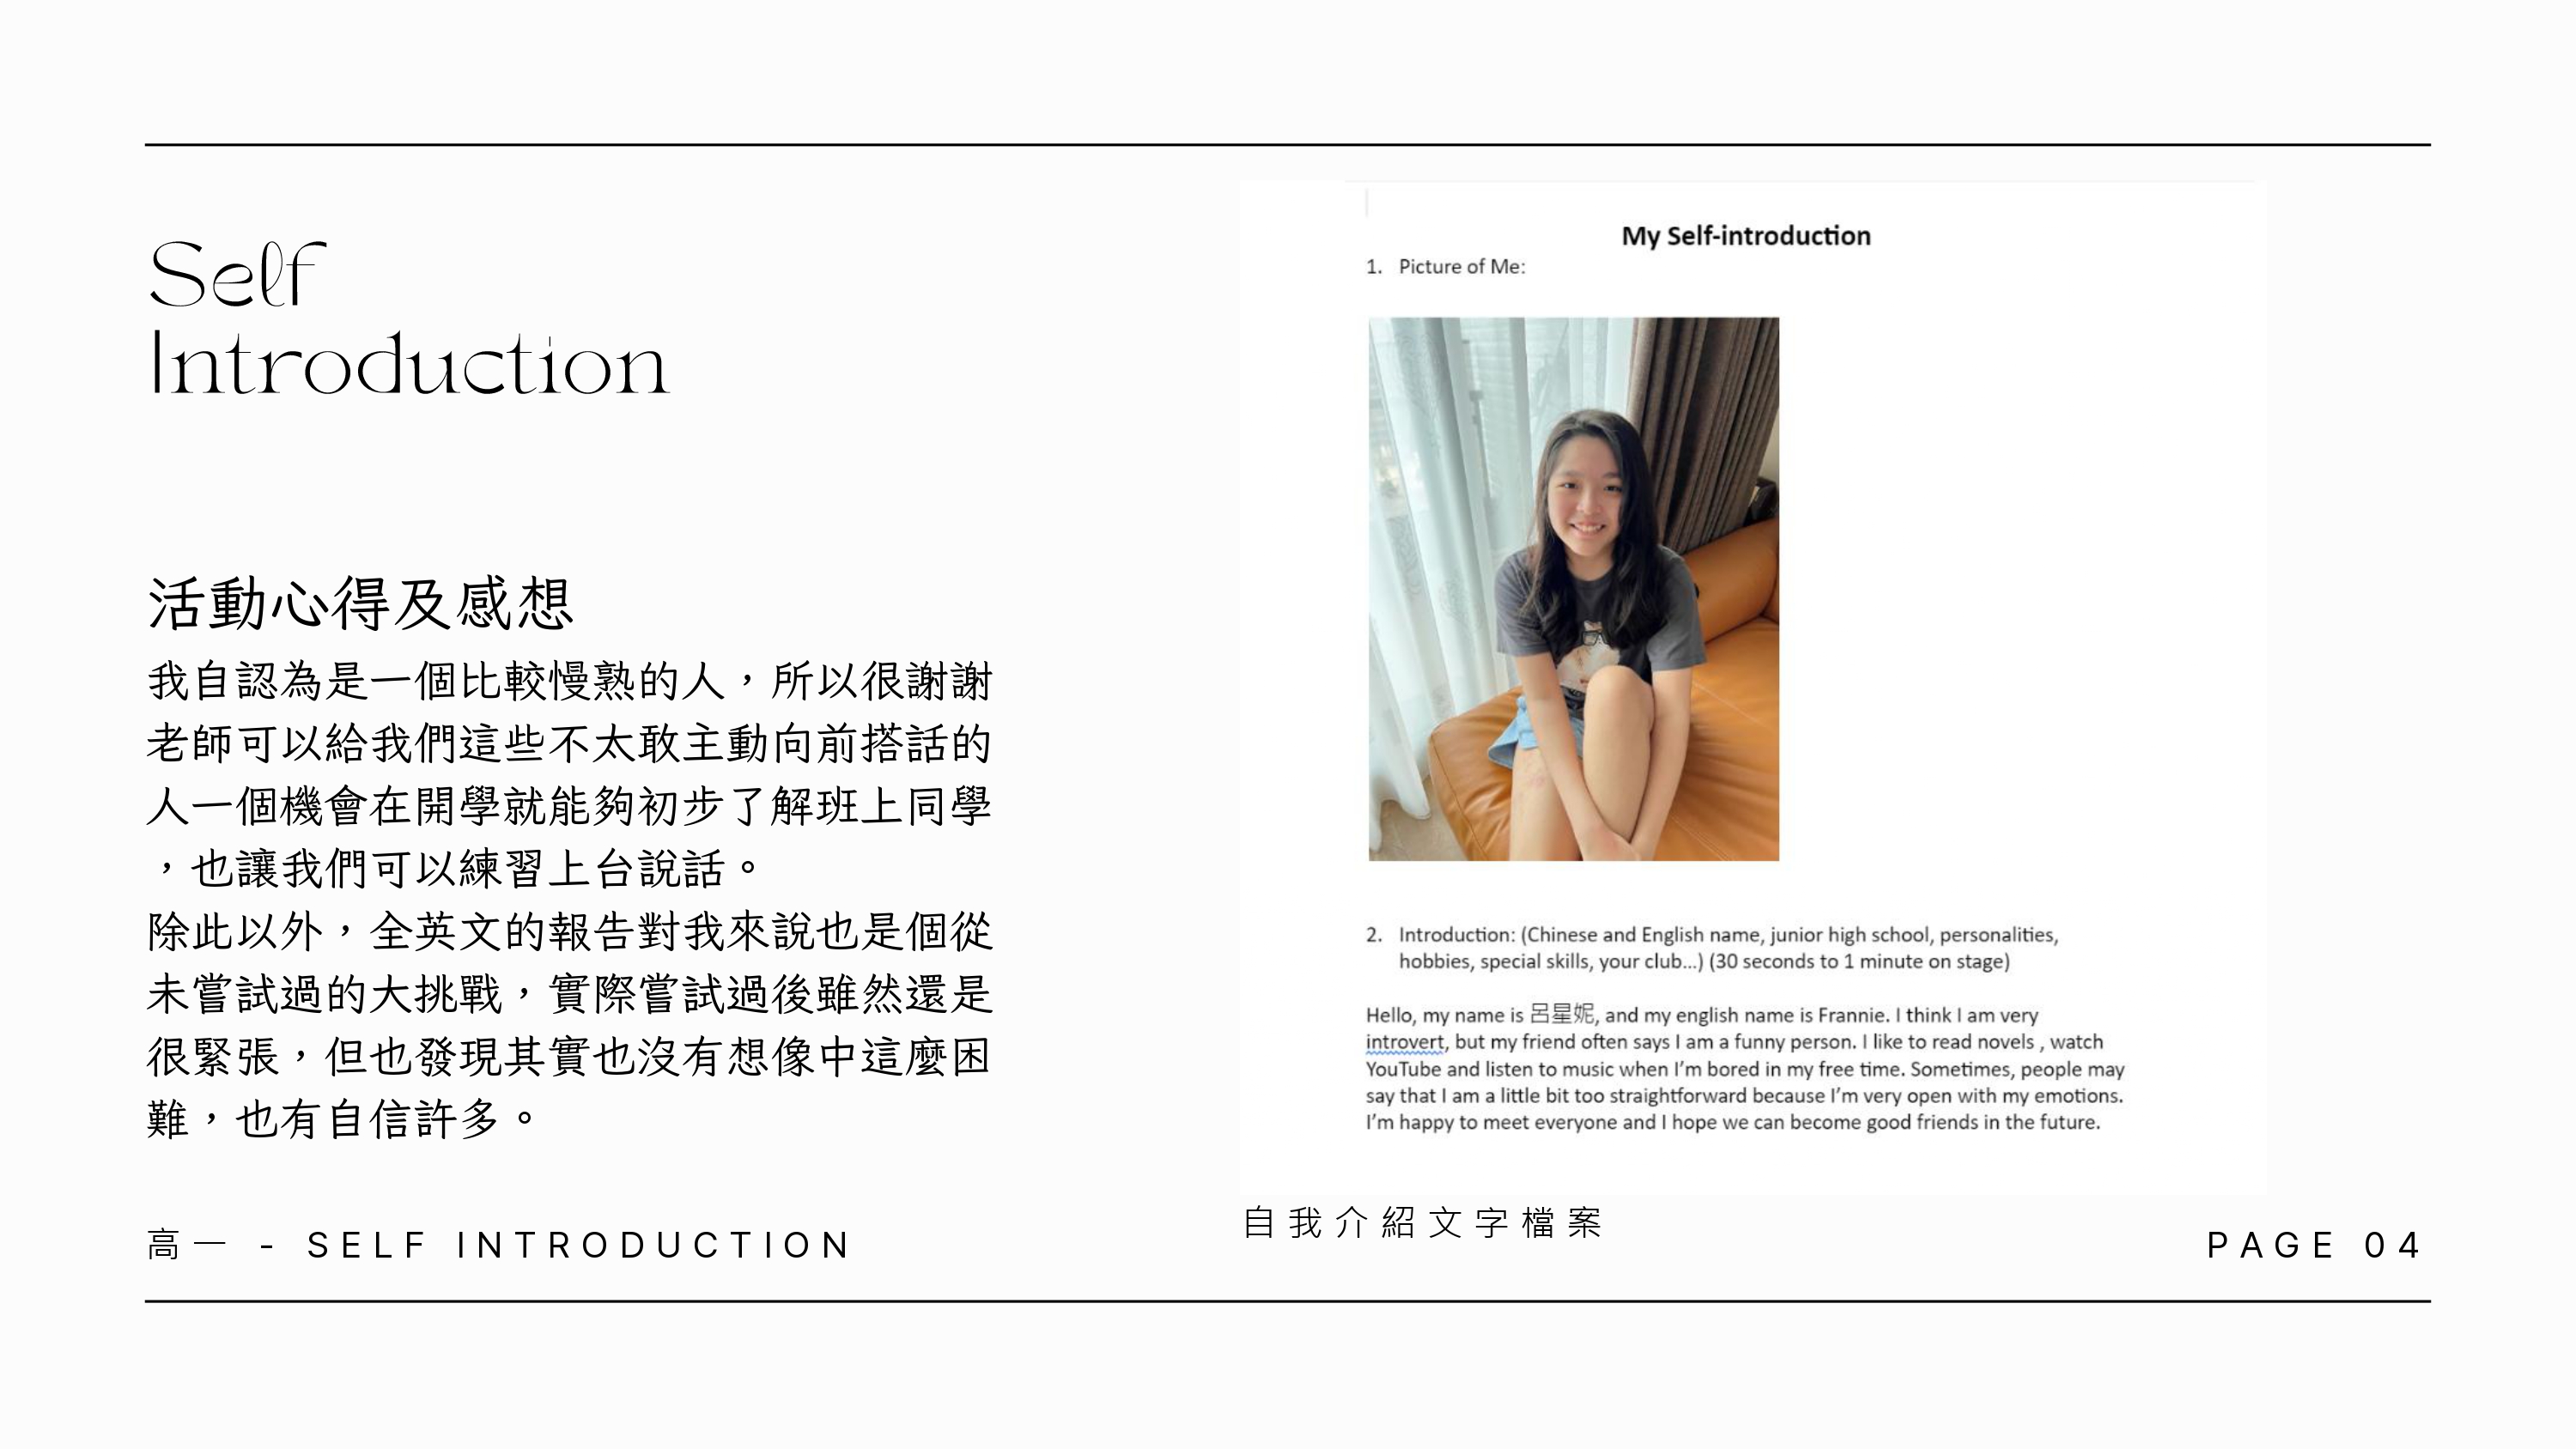 Self
Introduction
活動心得及感想
我自認為是一個比較慢熟的人，所以很謝謝
老師可以給我們這些不太敢主動向前搭話的
人一個機會在開學就能夠初步了解班上同學
，也讓我們可以練習上台說話。
除此以外，全英文的報告對我來說也是個從
未嘗試過的大挑戰，實際嘗試過後雖然還是
很緊張，但也發現其實也沒有想像中這麼困
難，也有自信許多。
高一 - SELF INTRODUCTION
My Self-introduction
1. Picture of Me:
2. Introduction: (Chinese and English name, junior high school, personalities,
hobbies, special skills, your club...) (30 seconds to 1 minute on stage)
Hello, my name is 呂星妮, and my english name is Frannie. I think I am very
introvert, but my friend often says I am a funny person. I like to read novels , watch
YouTube and listen to music when I’m bored in my free time. Sometimes, people may
say that I am a little bit too straightforward because I’m very open with my emotions.
I’m happy to meet everyone and I hope we can become good friends in the future.
自我介紹文字檔案
PAGE 04